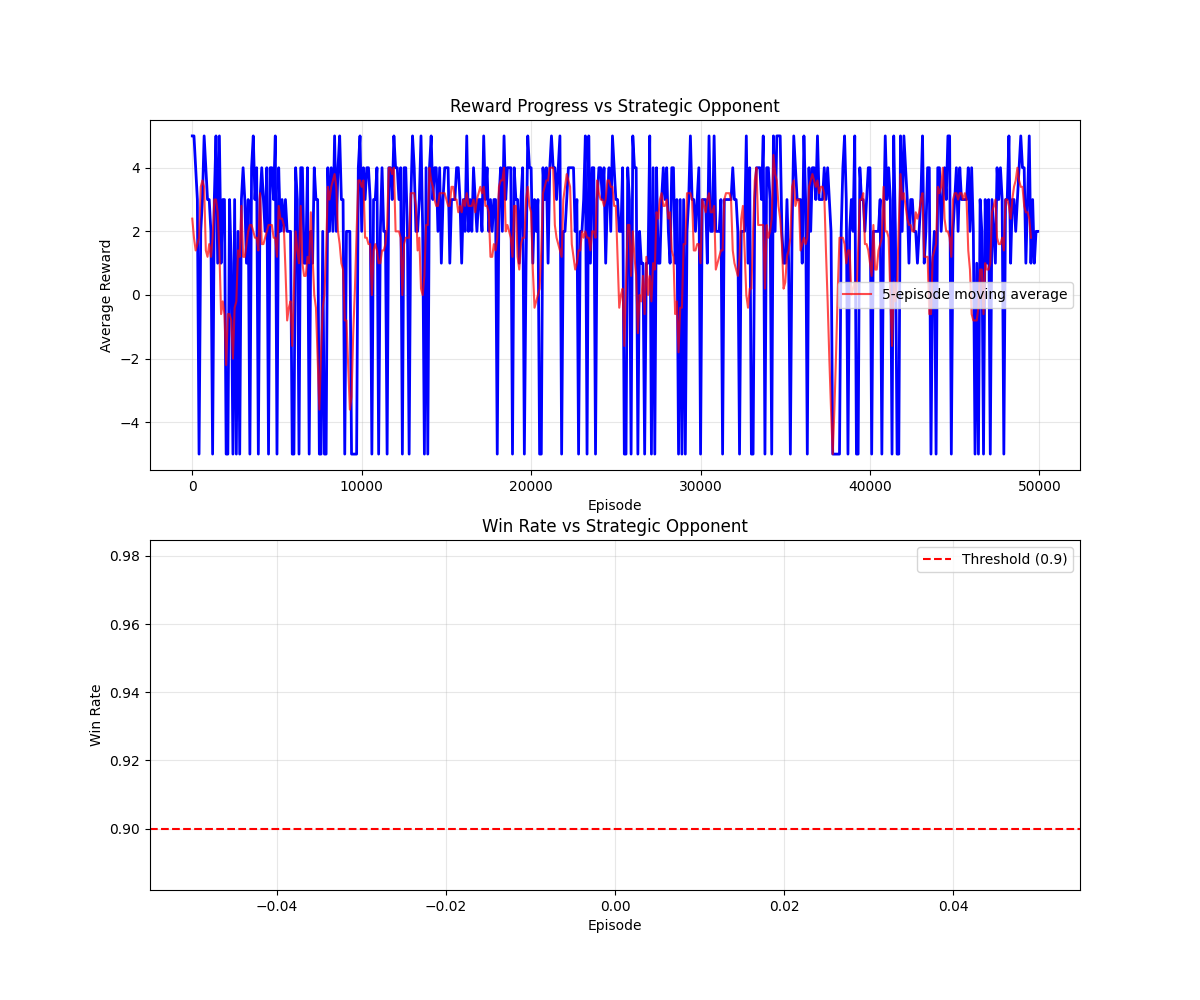 Reward Progress vs Strategic Opponent
Average Reward
4
2
0
−2
−4
5-episode moving average
0
10000
20000
30000
40000
50000
Episode
Win Rate vs Strategic Opponent
Win Rate
0.98
0.96
0.94
0.92
0.90
Threshold (0.9)
−0.04
−0.02
0.00
0.02
0.04
Episode